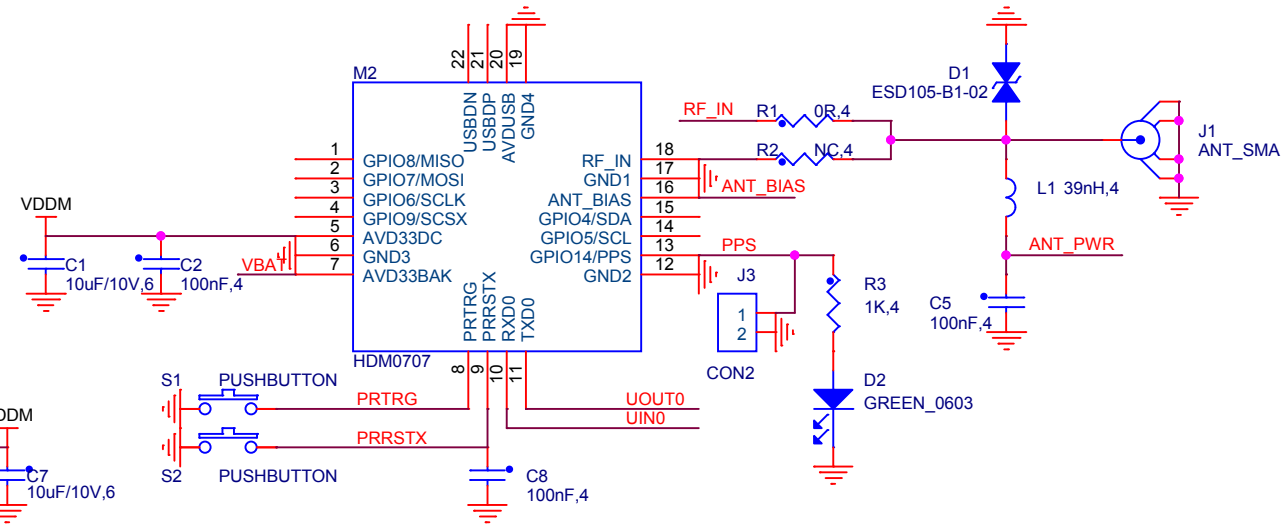 22
21
20
19
M2
USBDN
USBDP
AVDUSB
GND4
D1
ESD105-B1-02
RF_IN
R1
0R,4
R2
NC,4
J1
ANT_SMA
1
GPIO8/MISO
2
GPIO7/MOSI
3
GPIO6/SCLK
4
GPIO9/SCSX
5
AVD33DC
6
GND3
7
AVD33BAK
RF_IN
18
GND1
17
ANT_BIAS
16
GPIO4/SDA
15
GPIO5/SCL
14
GPIO14/PPS
13
GND2
12
ANT_BIAS
L1 39nH,4
VDDM
C1
10uF/10V,6
C2
100nF,4
VBAT
PPS
ANT_PWR
J3
1
2
CON2
R3
1K,4
C5
100nF,4
PRTRG
PRRSTX
RXD0
TXD0
HDM0707
8
9
10
11
D2
GREEN_0603
S1
PUSHBUTTON
PRTRG
UOUT0
UIN0
PRRSTX
S2
PUSHBUTTON
DDM
C7
10uF/10V,6
C8
100nF,4